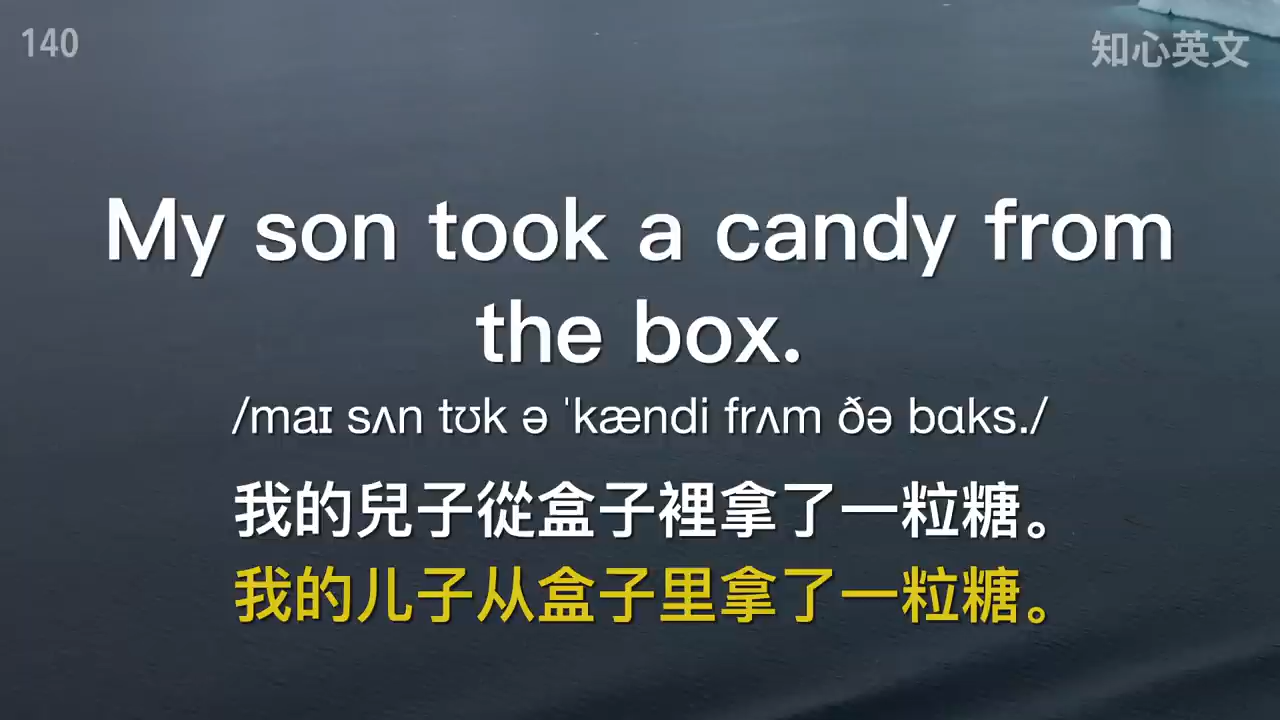 140
知心英文
My son took a candy from
the box.
/maɪ sʌn tʊk ə ˈkændi frʌm ðə bɑks./
我的兒子從盒子裡拿了一粒糖。
我的儿子从盒子里拿了一粒糖。